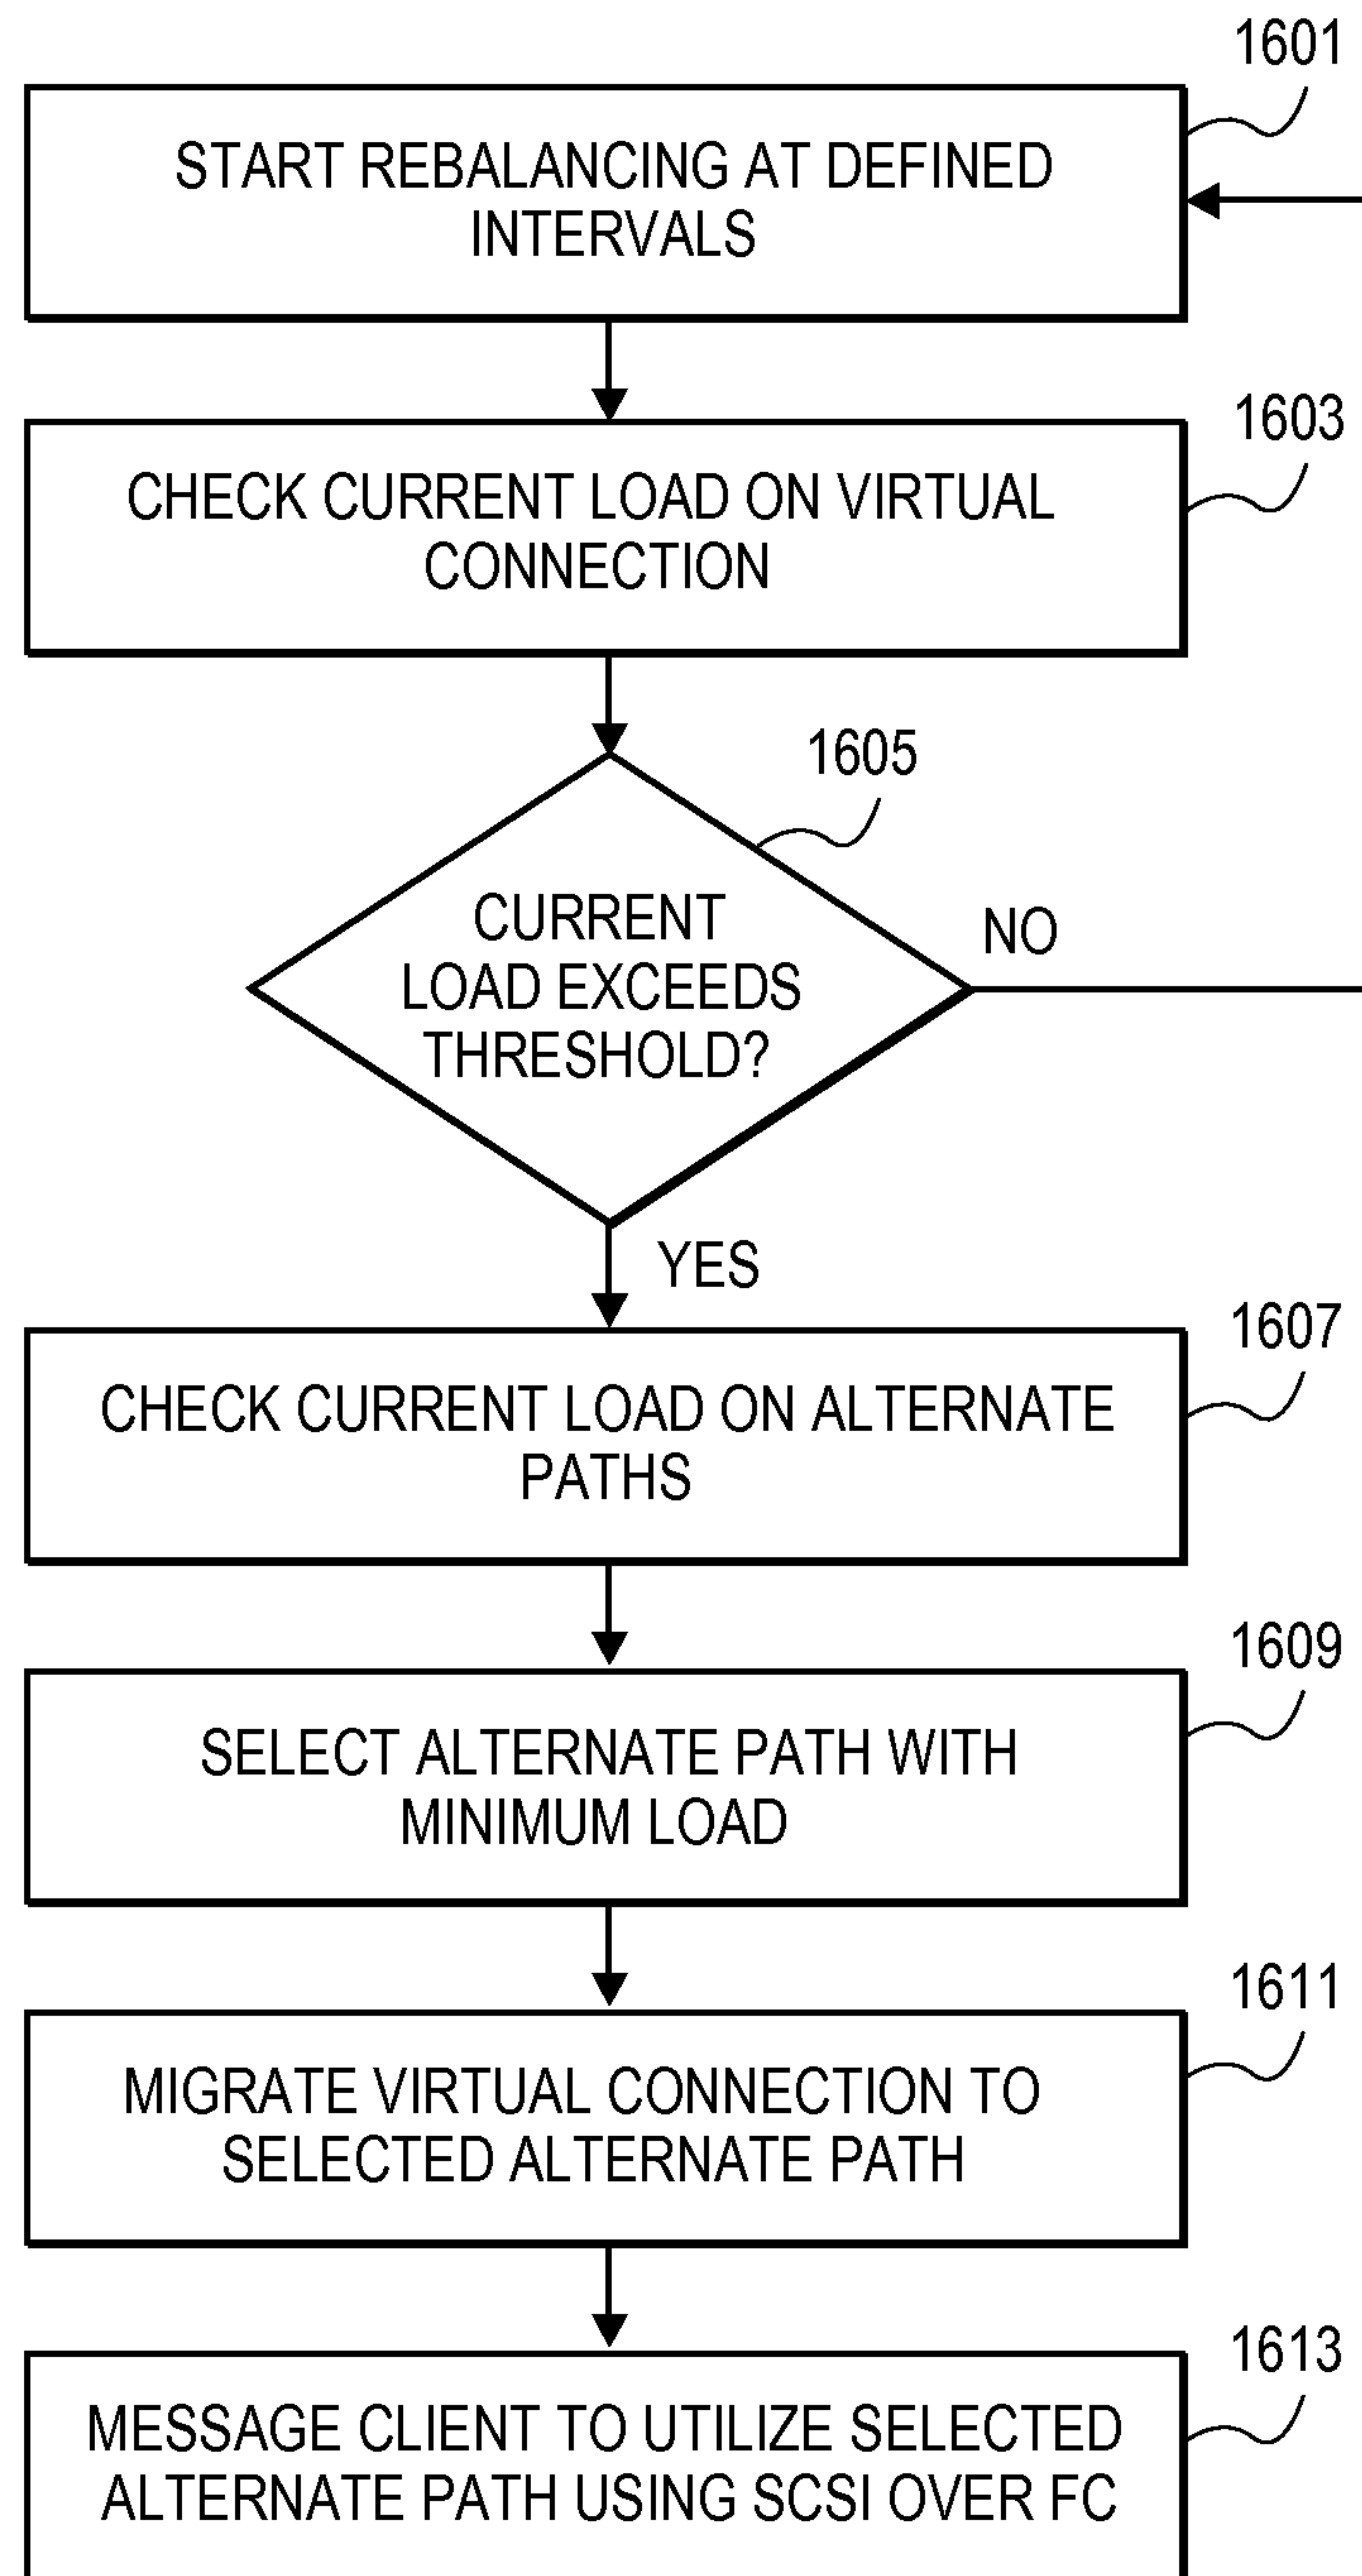 1601
START REBALANCING AT DEFINED
INTERVALS
1603
CHECK CURRENT LOAD ON VIRTUAL
CONNECTION
1605
CURRENT
LOAD EXCEEDS
THRESHOLD?
NO
YES
1607
CHECK CURRENT LOAD ON ALTERNATE
PATHS
1609
SELECT ALTERNATE PATH WITH
MINIMUM LOAD
1611
MIGRATE VIRTUAL CONNECTION TO
SELECTED ALTERNATE PATH
1613
MESSAGE CLIENT TO UTILIZE SELECTED
ALTERNATE PATH USING SCSI OVER FC